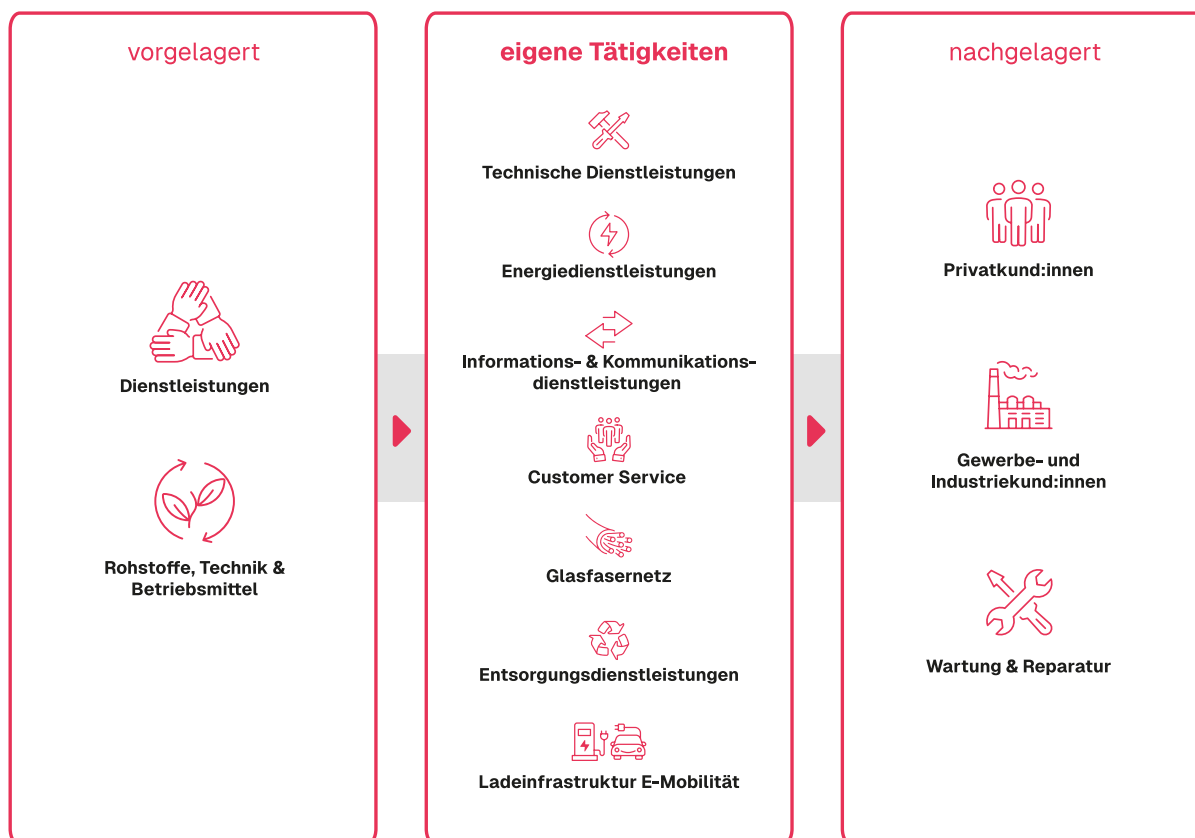 vorgelagert
Dienstleistungen
Rohstoffe, Technik &
Betriebsmittel
eigene Tätigkeiten
Technische Dienstleistungen
Energiedienstleistungen
Informations- & Kommunikations-
dienstleistungen
Customer Service
Glasfasernetz
Entsorgungsdienstleistungen
Ladeinfrastruktur E-Mobilität
nachgelagert
Privatkund:innen
Gewerbe- und
Industriekund:innen
Wartung & Reparatur